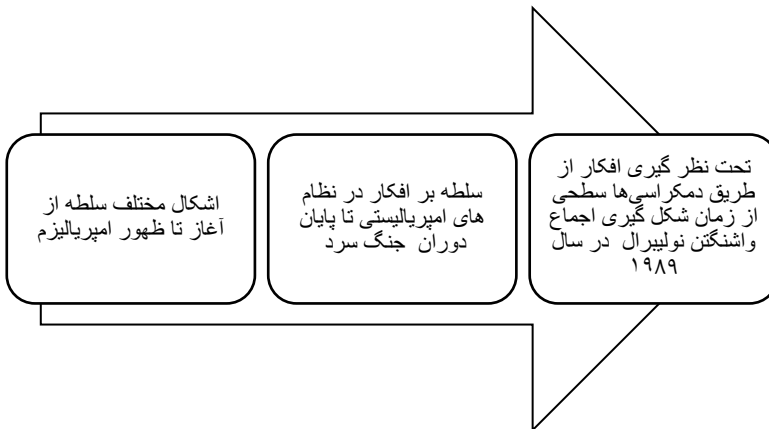 اشکال مختلف سلطه از
آغاز تا ظهور امپریالیزم
سلطه بر افکار در نظام
های امپریالیستی تا پایان
دوران جنگ سرد
تحت نظر گیری افکار از
طریق دمکراسی‌ها سطحی
از زمان شکل گیری اجماع
واشنگتن نولیبرال در سال
۱۹۸۹